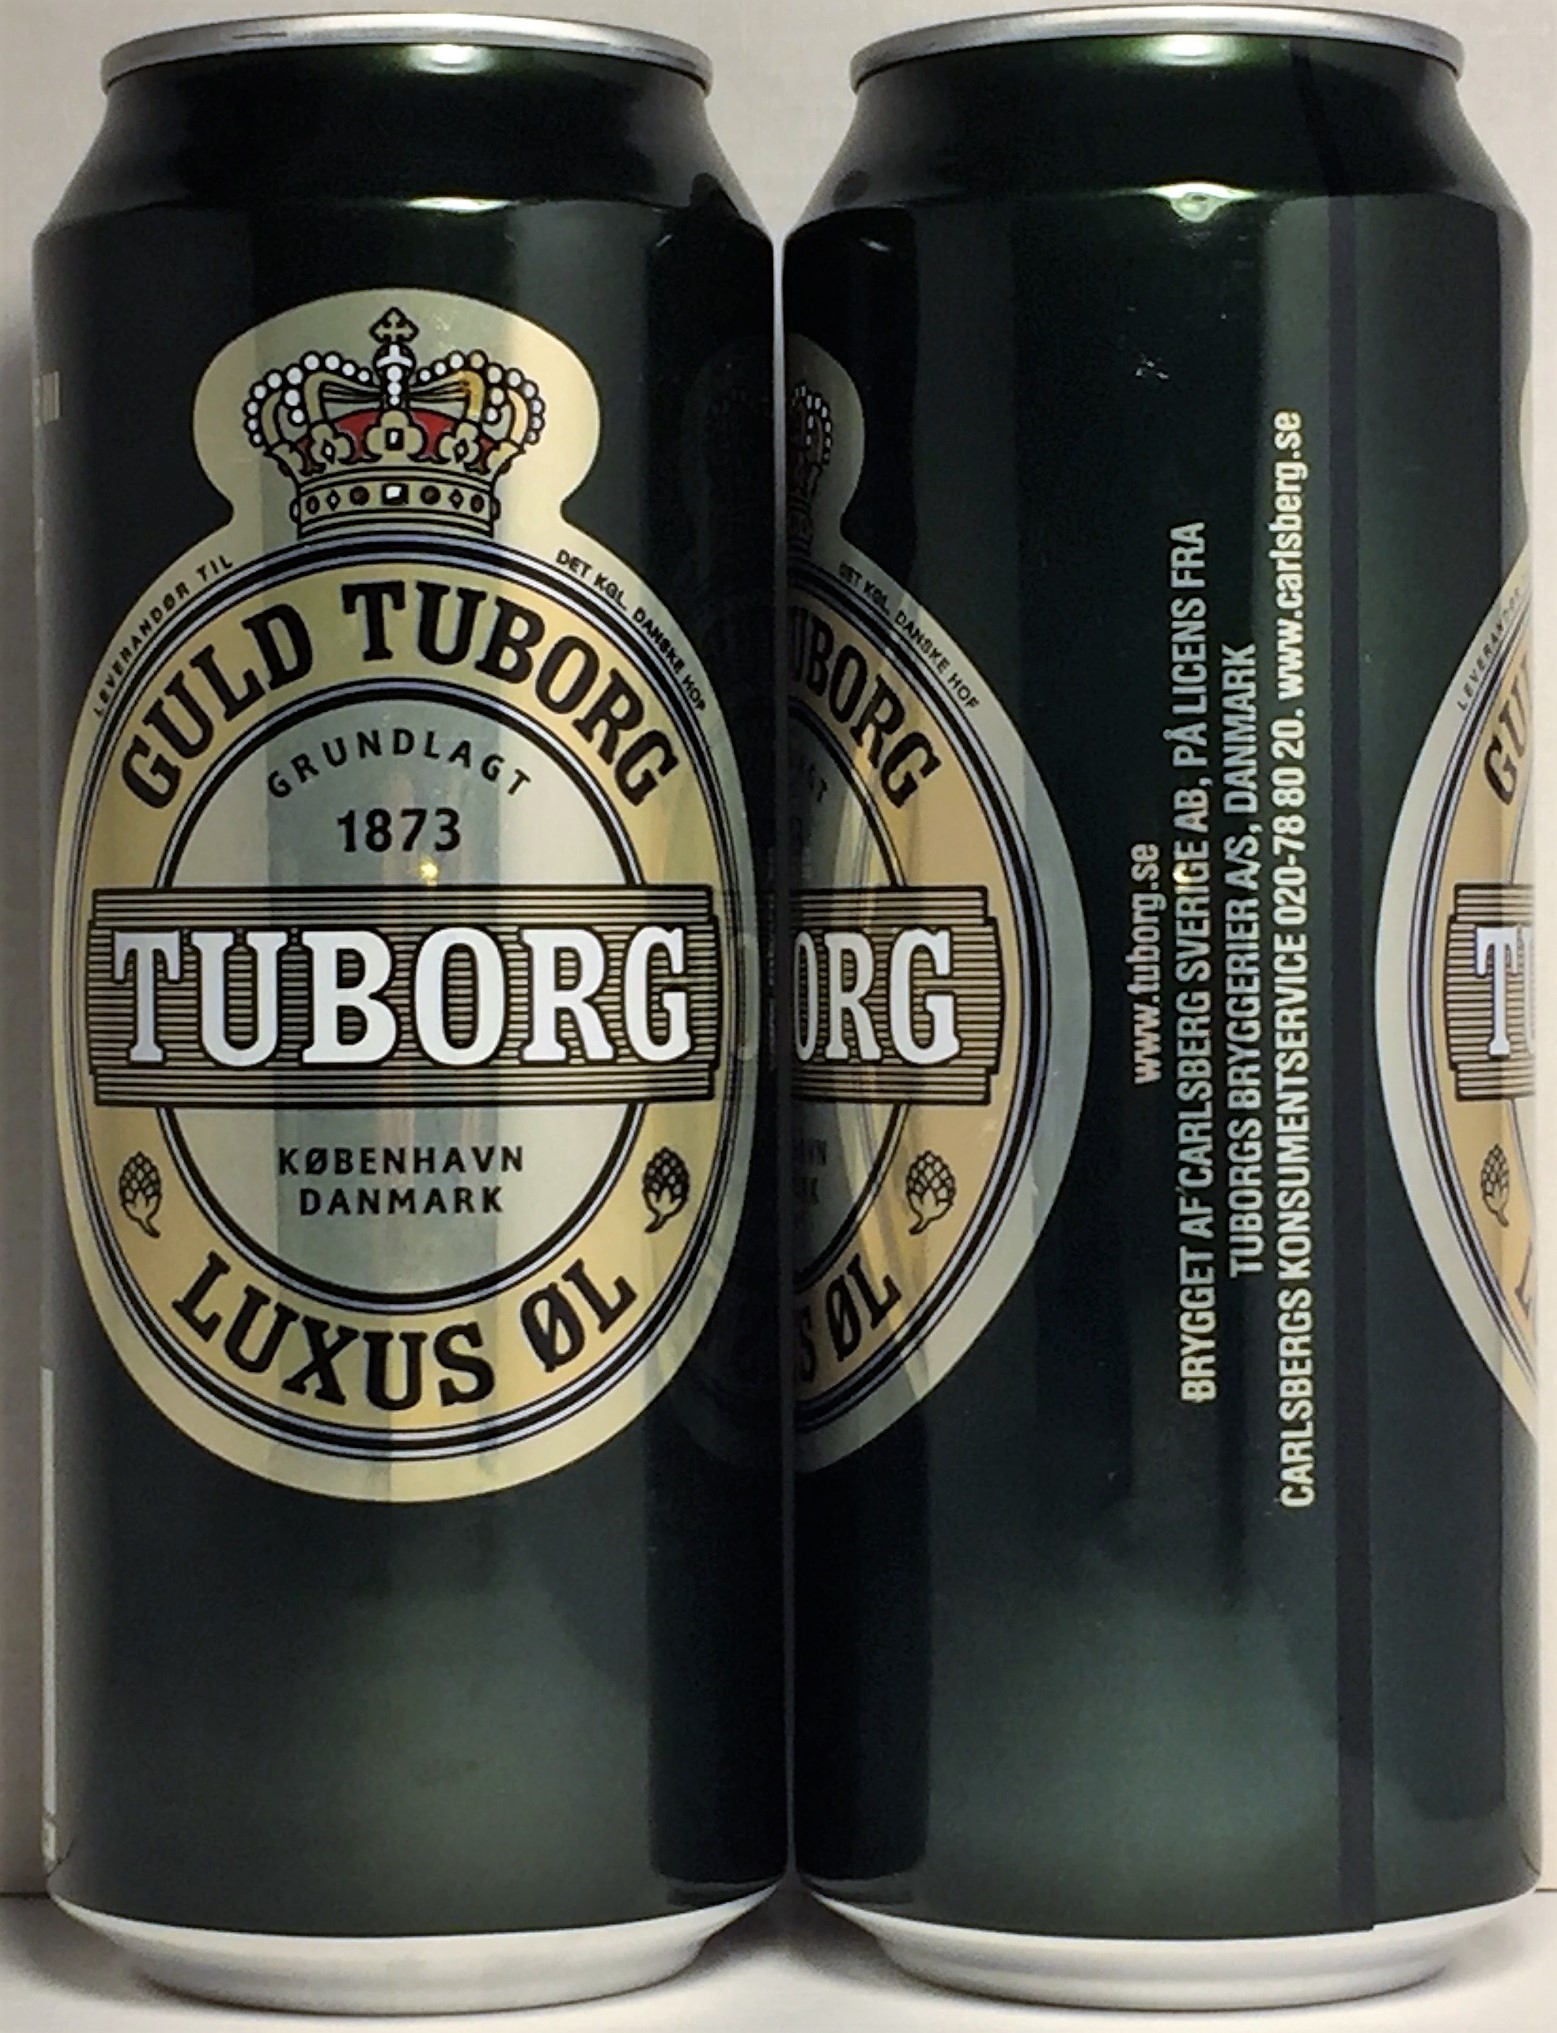 LEVERANDØR TIL
DET KGL. DANSKE HOF
GULD TUBORG
GRUNDLAGT
1873
TUBORG
KØBENHAVN
DANMARK
LUXUS ØL
DET KGL. DANSKE HOF
UBORG
ORG
S ØL
www.tuborg.se
BRYGGET AF CARLSBERG SVERIGE AB, PÅ LICENS FRA
TUBORGS BRYGGERIER A/S, DANMARK
CARLSBERGS KONSUMENTSERVICE 020-78 80 20. www.carlsberg.se
LEVERANDØR
GUL
TU
L